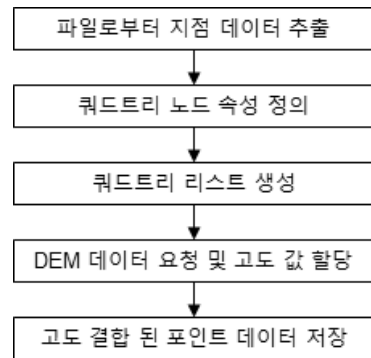 파일로부터 지점 데이터 추출
쿼드트리 노드 속성 정의
쿼드트리 리스트 생성
DEM 데이터 요청 및 고도 값 할당
고도 결합 된 포인트 데이터 저장